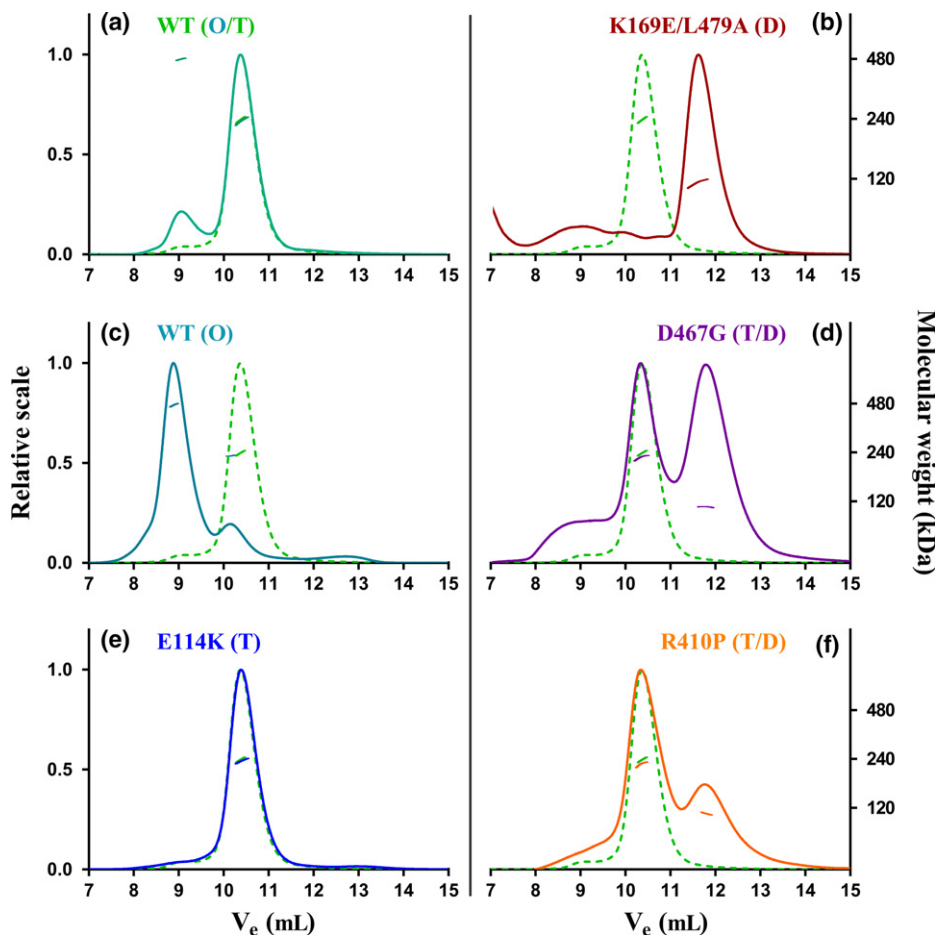 (a) WT (O/T)
1.0
0.5
0.0
7 8 9 10 11 12 13 14 15
K169E/L479A (D) (b)
480
240
120
7 8 9 10 11 12 13 14 15
(c) WT (O)
1.0
0.5
0.0
7 8 9 10 11 12 13 14 15
D467G (T/D) (d)
480
240
120
7 8 9 10 11 12 13 14 15
(e) E114K (T)
1.0
0.5
0.0
7 8 9 10 11 12 13 14 15
R410P (T/D) (f)
480
240
120
7 8 9 10 11 12 13 14 15
Relative scale
Molecular weight (kDa)
Ve (mL)
Ve (mL)